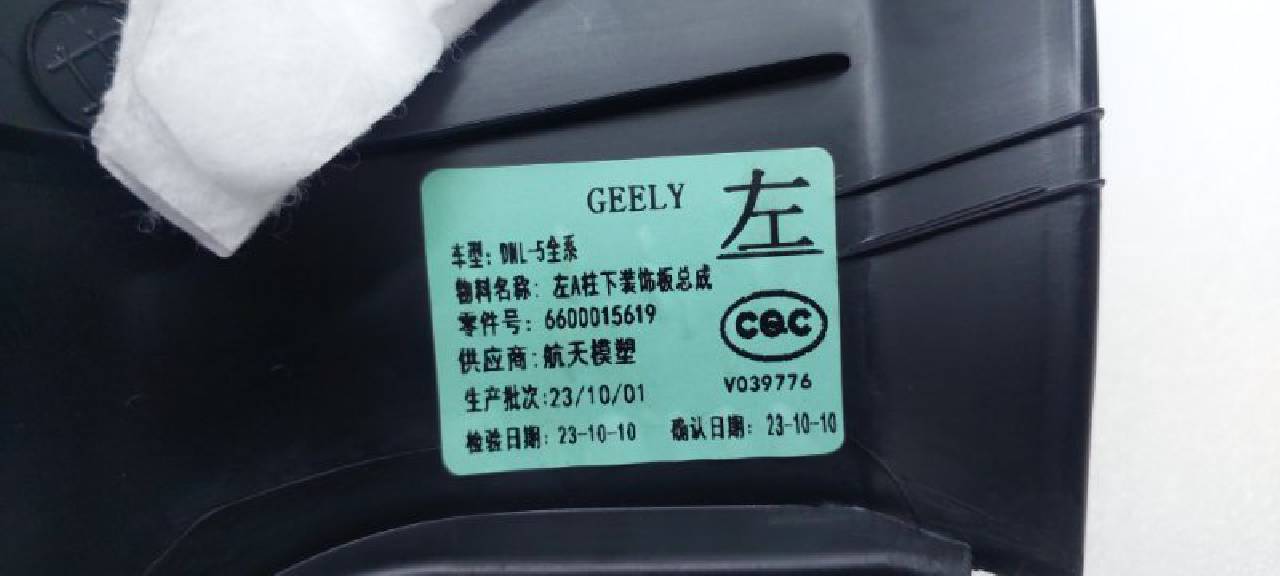 GEELY 左
车型: DNL-5全系
物料名称: 左A柱下装饰板总成
零件号: 6600015619
CQC
供应商:航天模塑
V039776
生产批次:23/10/01
检验日期: 23-10-10 确认日期: 23-10-10